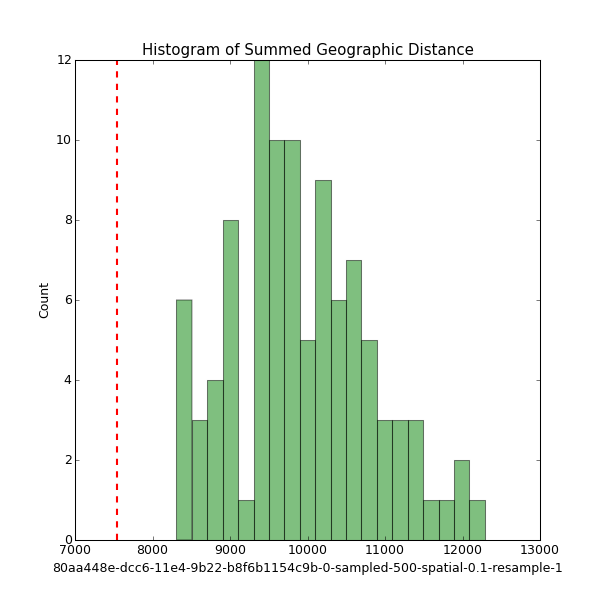 Histogram of Summed Geographic Distance
12
10
8
6
4
2
0
Count
7000 8000 9000 10000 11000 12000 13000
80aa448e-dcc6-11e4-9b22-b8f6b1154c9b-0-sampled-500-spatial-0.1-resample-1